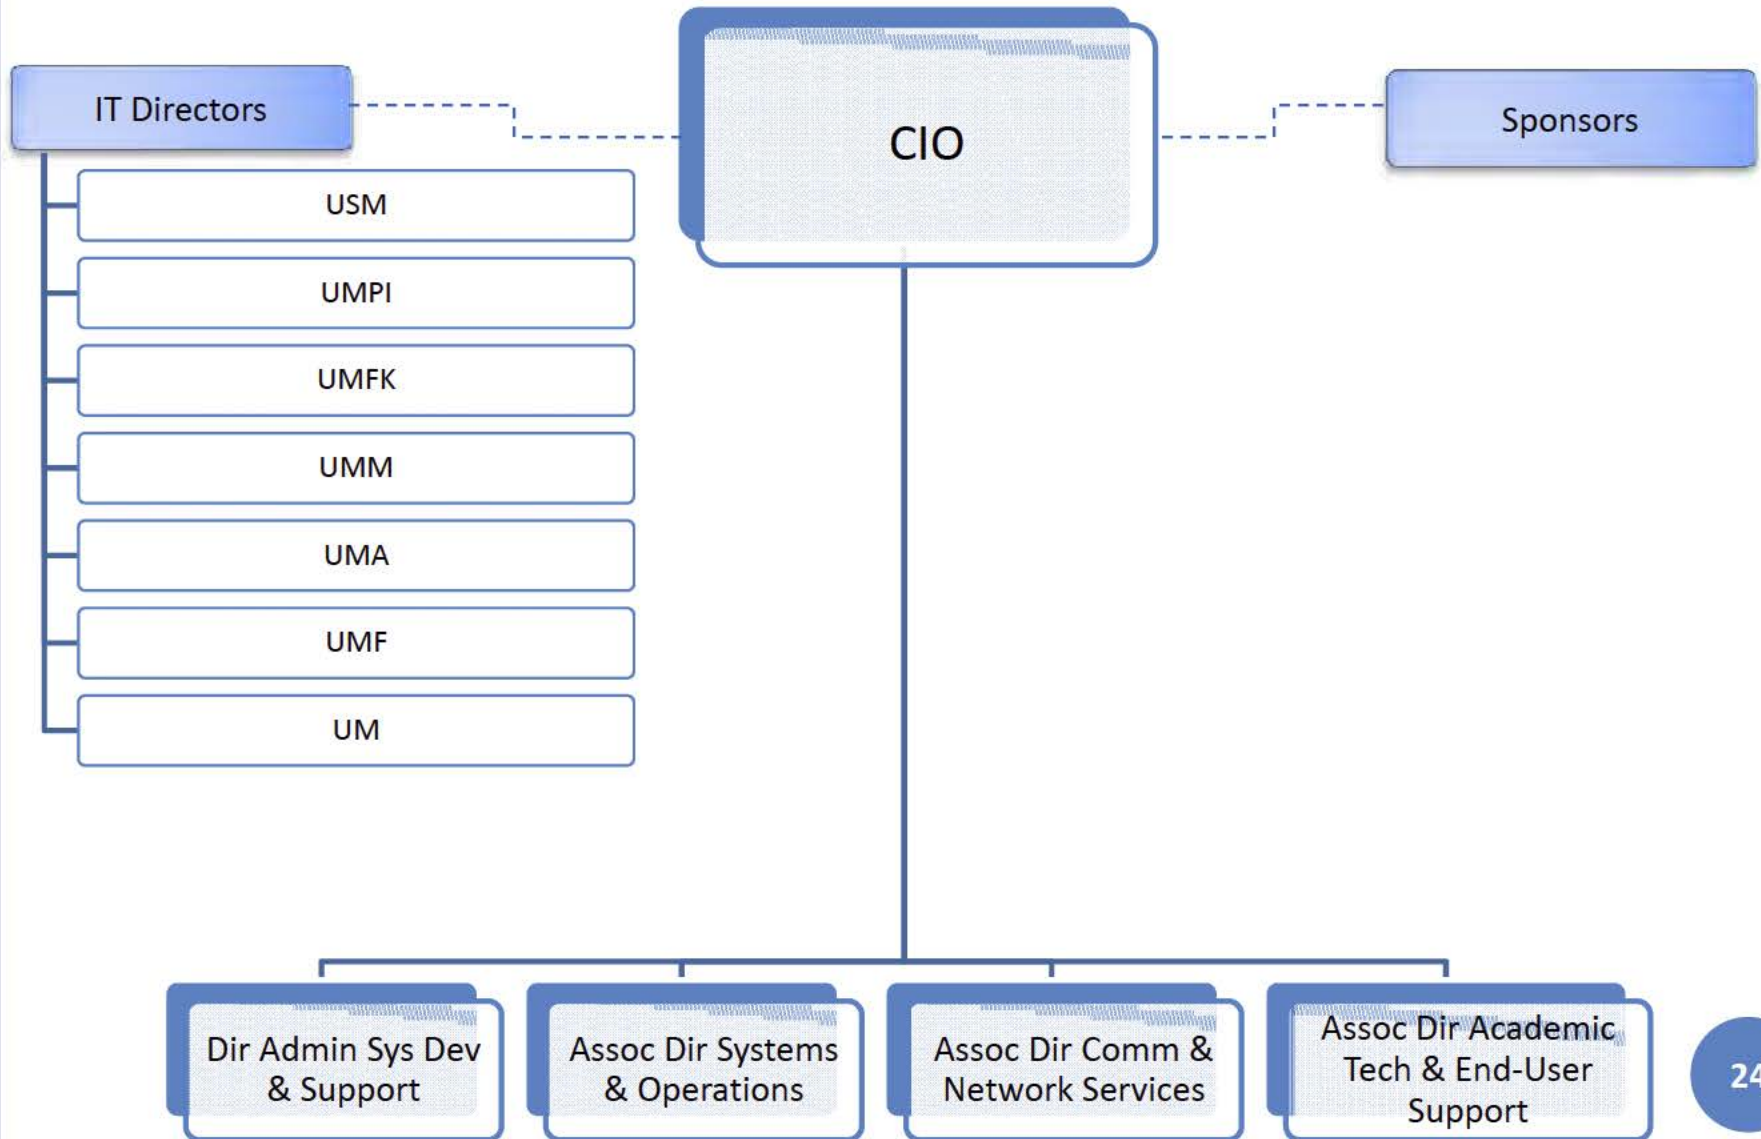 IT Directors
CIO
Sponsors
USM
UMPI
UMFK
UMM
UMA
UMF
UM
Dir Admin Sys Dev
& Support
Assoc Dir Systems
& Operations
Assoc Dir Comm &
Network Services
Assoc Dir Academic
Tech & End-User
Support
24